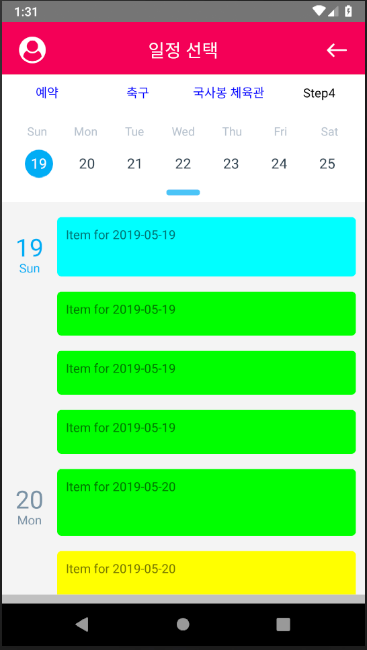 1:31
일정 선택
예약 축구 국사봉 체육관 Step4
Sun Mon Tue Wed Thu Fri Sat
19 20 21 22 23 24 25
19 Item for 2019-05-19
Sun
Item for 2019-05-19
Item for 2019-05-19
Item for 2019-05-19
20 Item for 2019-05-20
Mon
Item for 2019-05-20